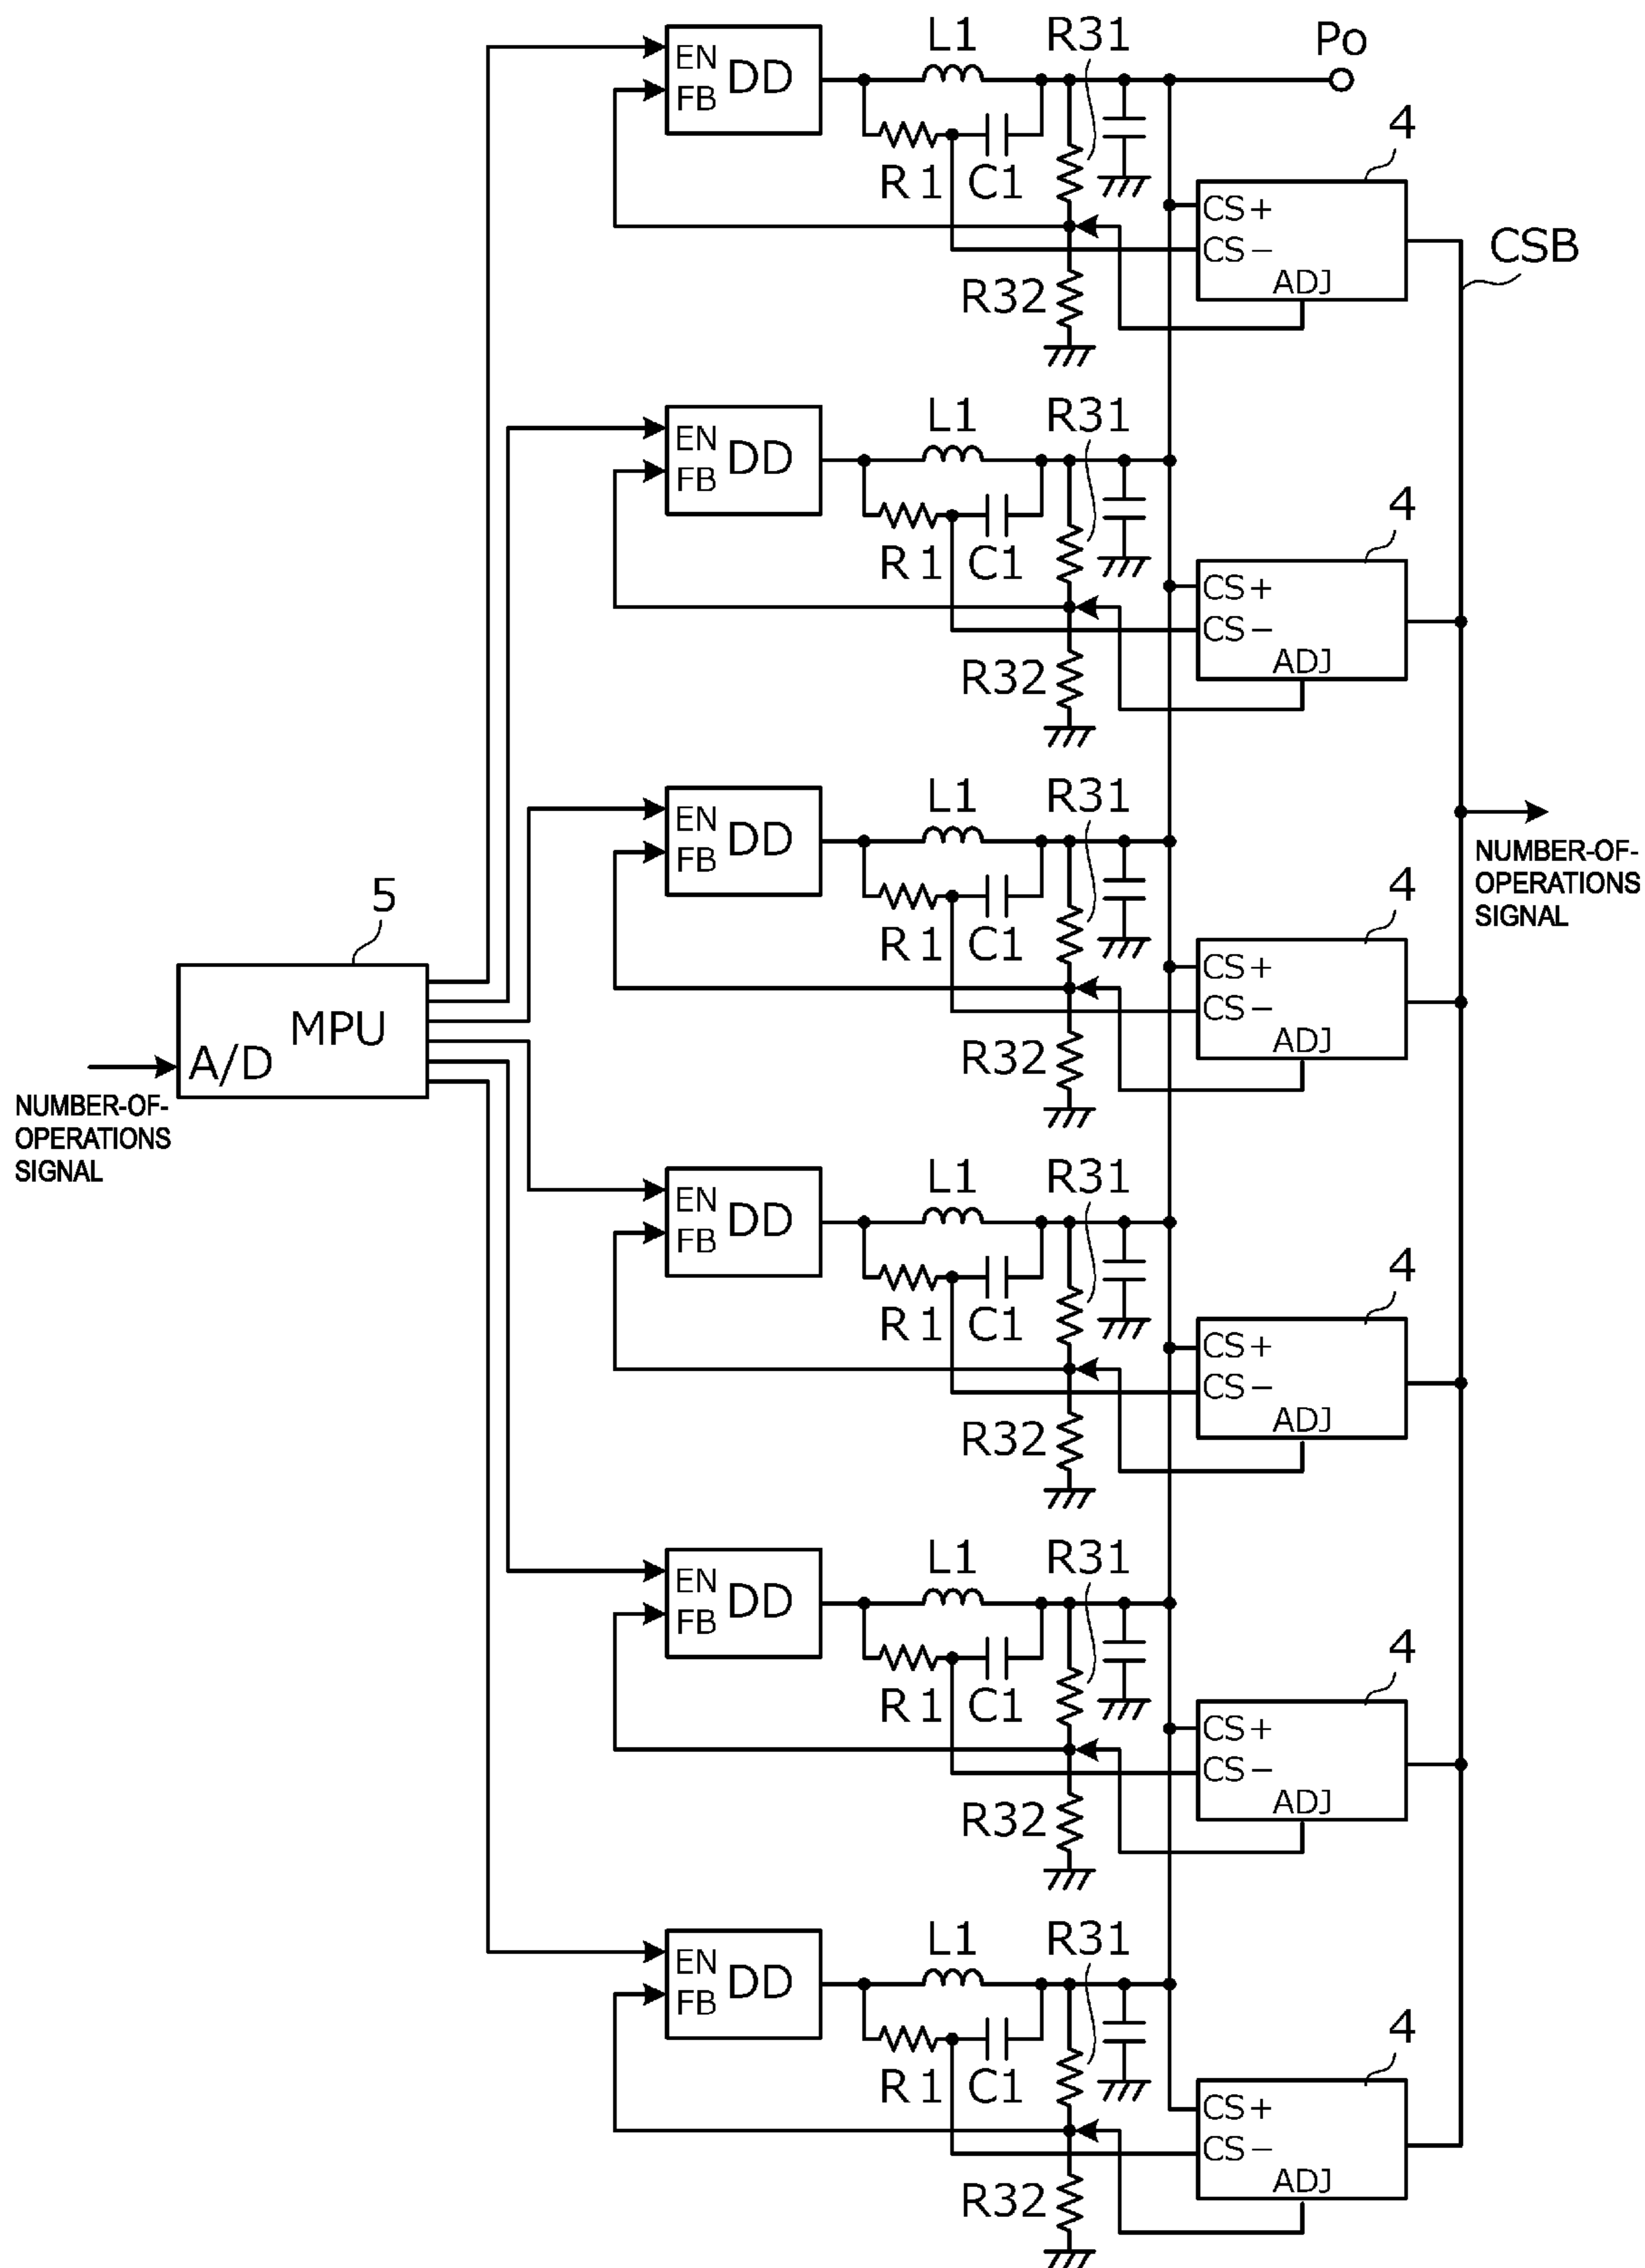 L1 R31 Po
EN DD
FB
4
R1 C1
CS+
CS−
CSB
ADJ
R32
L1 R31
EN DD
FB
4
R1 C1
CS+
CS−
R32
ADJ
L1 R31
EN DD
FB
NUMBER-OF-
OPERATIONS
SIGNAL
4
5
R1 C1
CS+
CS−
MPU
A/D
ADJ
R32
NUMBER-OF-
OPERATIONS
SIGNAL
L1 R31
EN DD
FB
4
R1 C1
CS+
CS−
ADJ
R32
L1 R31
EN DD
FB
4
R1 C1
CS+
CS−
ADJ
R32
L1 R31
EN DD
FB
4
R1 C1
CS+
CS−
ADJ
R32